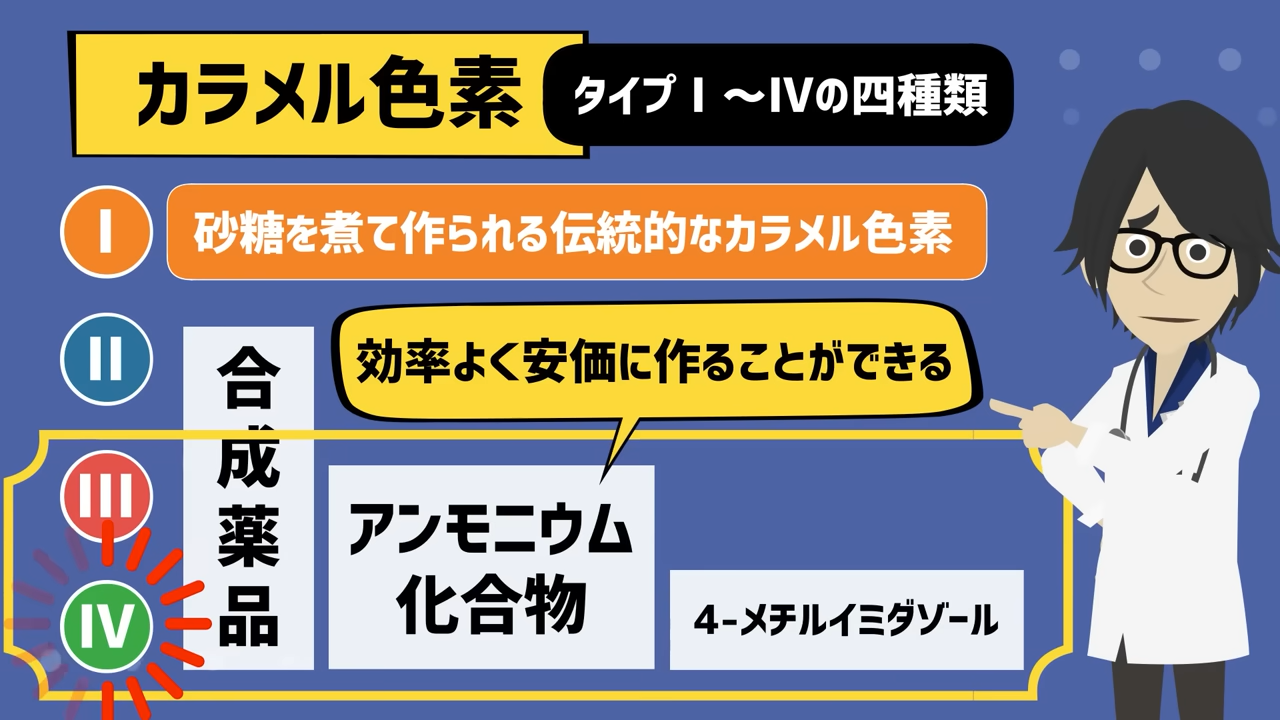 カラメル色素
タイプⅠ～Ⅳの四種類
Ⅰ
砂糖を煮て作られる伝統的なカラメル色素
Ⅱ
合成薬品
効率よく安価に作ることができる
Ⅲ
アンモニウム
化合物
Ⅳ
4-メチルイミダゾール